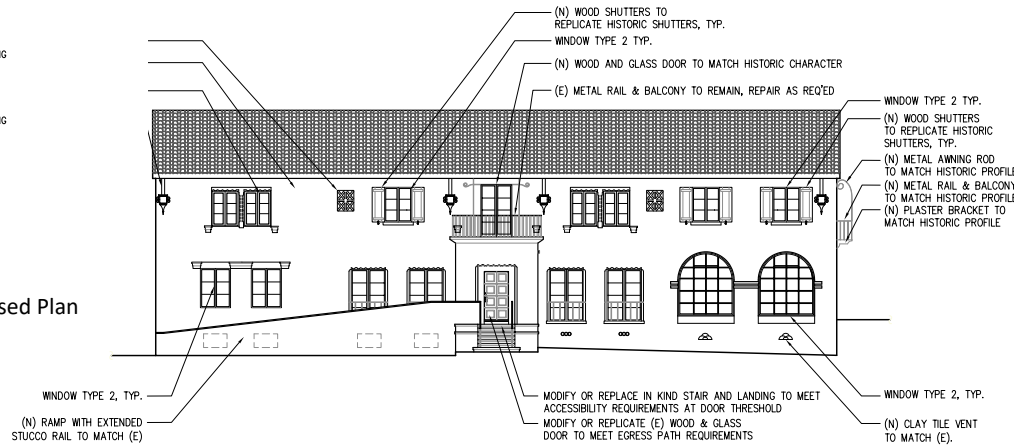 NG
NG
(N) WOOD SHUTTERS TO
REPLICATE HISTORIC SHUTTERS, TYP.
WINDOW TYPE 2 TYP.
(N) WOOD AND GLASS DOOR TO MATCH HISTORIC CHARACTER
(E) METAL RAIL & BALCONY TO REMAIN, REPAIR AS REQ'ED
WINDOW TYPE 2 TYP.
(N) WOOD SHUTTERS
TO REPLICATE HISTORIC
SHUTTERS, TYP.
(N) METAL AWNING ROD
TO MATCH HISTORIC PROFILE
(N) METAL RAIL & BALCONY
TO MATCH HISTORIC PROFILE
(N) PLASTER BRACKET TO
MATCH HISTORIC PROFILE
sed Plan
WINDOW TYPE 2, TYP.
(N) RAMP WITH EXTENDED
STUCCO RAIL TO MATCH (E)
MODIFY OR REPLACE IN KIND STAIR AND LANDING TO MEET
ACCESSIBILITY REQUIREMENTS AT DOOR THRESHOLD
MODIFY OR REPLICATE (E) WOOD & GLASS
DOOR TO MEET EGRESS PATH REQUIREMENTS
WINDOW TYPE 2, TYP.
(N) CLAY TILE VENT
TO MATCH (E).